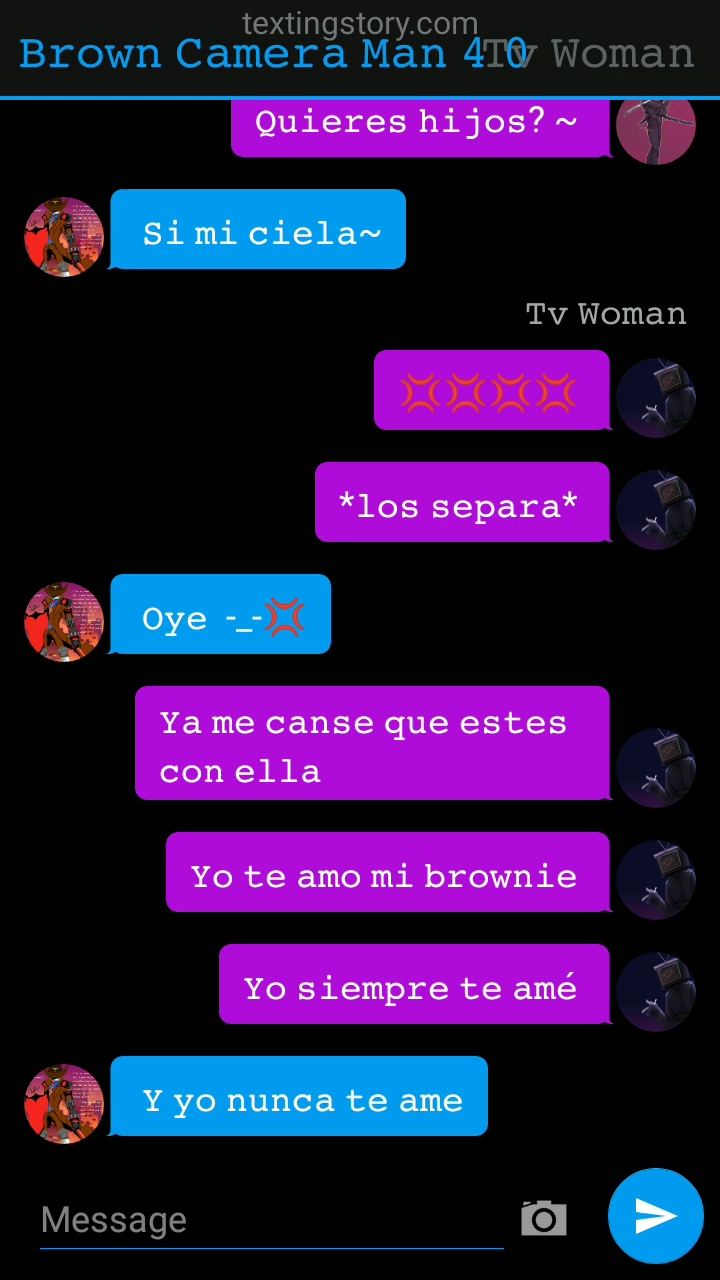 textingstory.com
Brown Camera Man 4.0
Tv Woman
Quieres hijos? ~
Si mi ciela~
Tv Woman
💢💢💢💢
*los separa*
Oye -_-💢
Ya me canse que estes
con ella
Yo te amo mi brownie
Yo siempre te amé
Y yo nunca te ame
Message